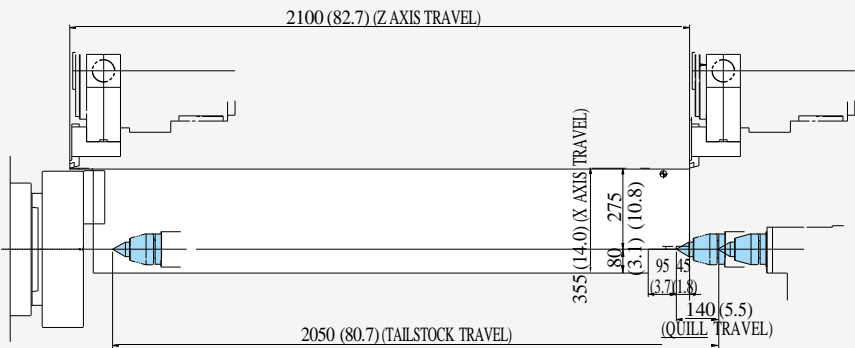 2100 (82.7) (Z AXIS TRAVEL)
355 (14.0) (X AXIS TRAVEL)
80
(3.1)
275
(10.8)
95
(3.7)
45
(1.8)
140 (5.5)
(QUILL TRAVEL)
2050 (80.7) (TAILSTOCK TRAVEL)